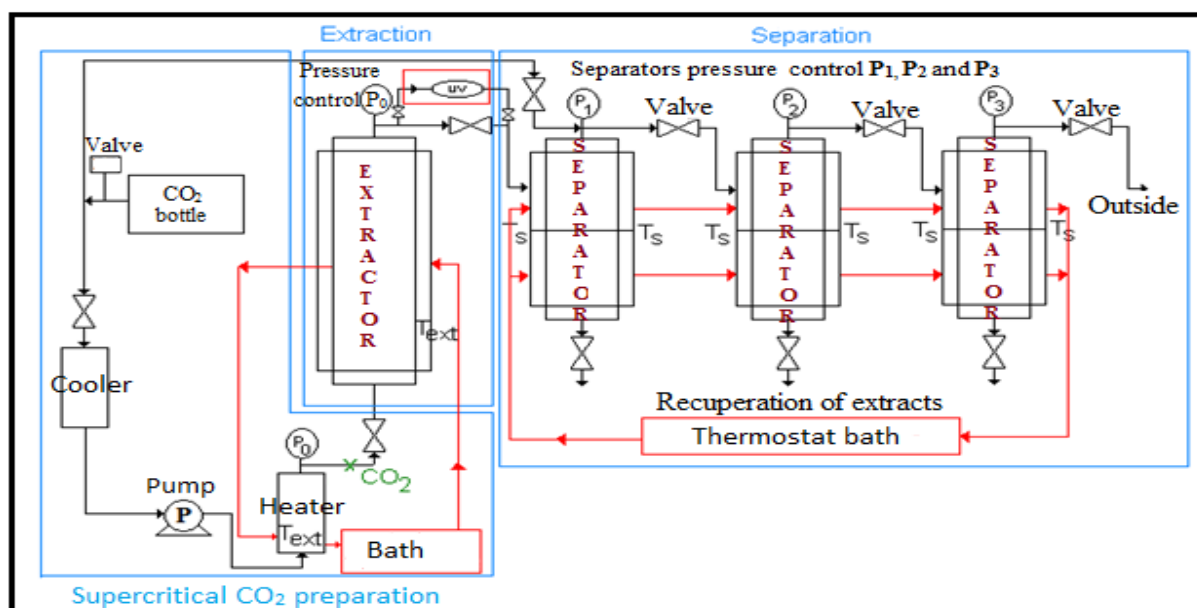 Extraction
Separation
Pressure
control P₀
uv
Separators pressure control P₁, P₂ and P₃
P₁
Valve
P₂
Valve
P₃
Valve
Valve
CO₂
bottle
EXTRACTOR
Text
SEPARATOR
SEPARATOR
SEPARATOR
Ts
Ts
Ts
Ts
Ts
Ts
Outside
Cooler
Recuperation of extracts
Thermostat bath
P₀
CO₂
Pump
P
Heater
Text
Bath
Supercritical CO₂ preparation